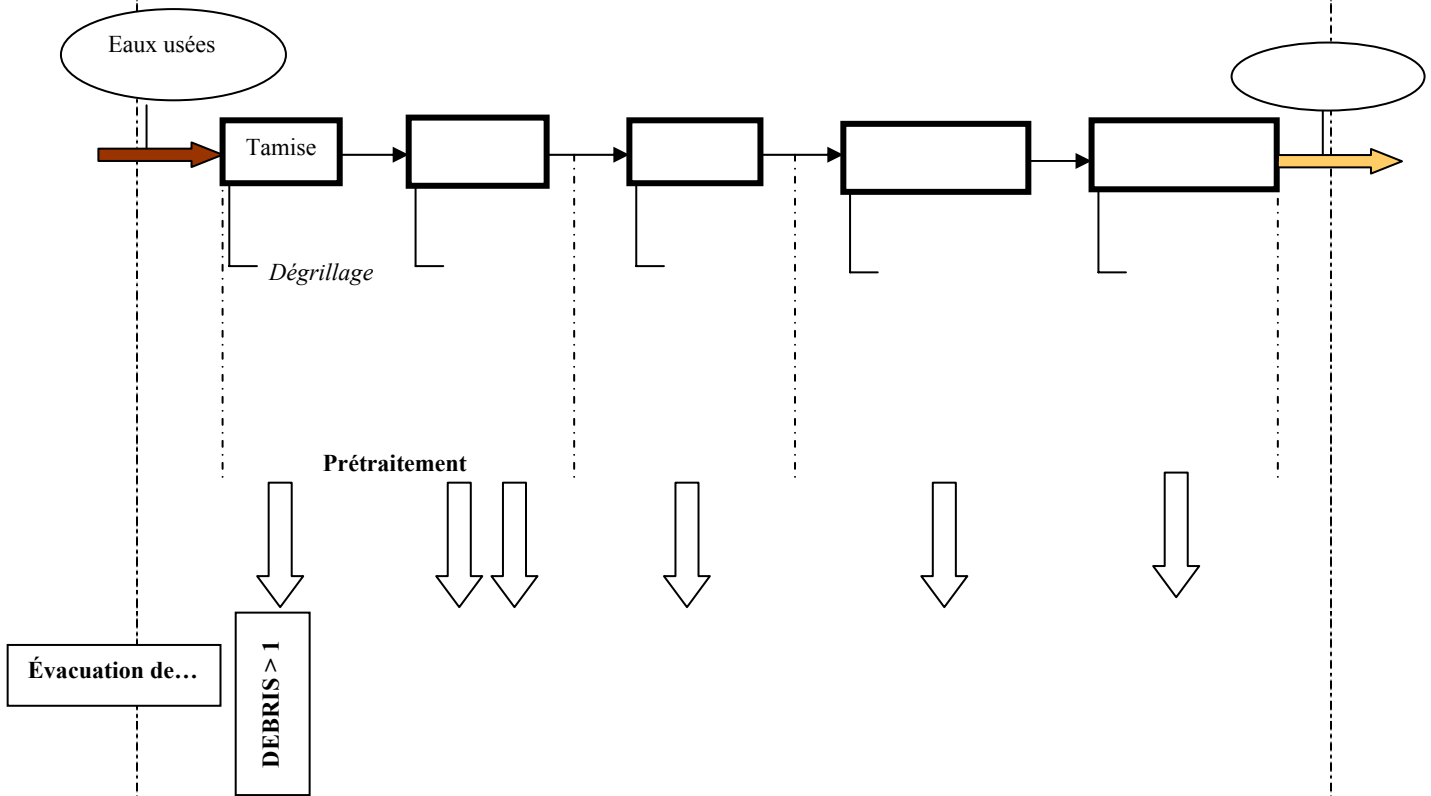 Eaux usées
Tamise
Dégrillage
Prétraitement
Évacuation de…
DEBRIS > 1